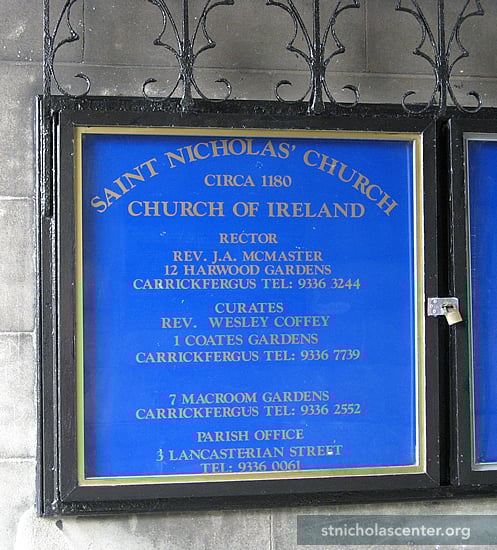 SAINT NICHOLAS' CHURCH
CIRCA 1180
CHURCH OF IRELAND
RECTOR
REV. J.A. MCMASTER
12 HARWOOD GARDENS
CARRICKFERGUS TEL: 9336 3244
CURATES
REV. WESLEY COFFEY
1 COATES GARDENS
CARRICKFERGUS TEL: 9336 7739
7 MACROOM GARDENS
CARRICKFERGUS TEL: 9336 2552
PARISH OFFICE
3 LANCASTERIAN STREET
TEL: 9336 0061
stnicholascenter.org